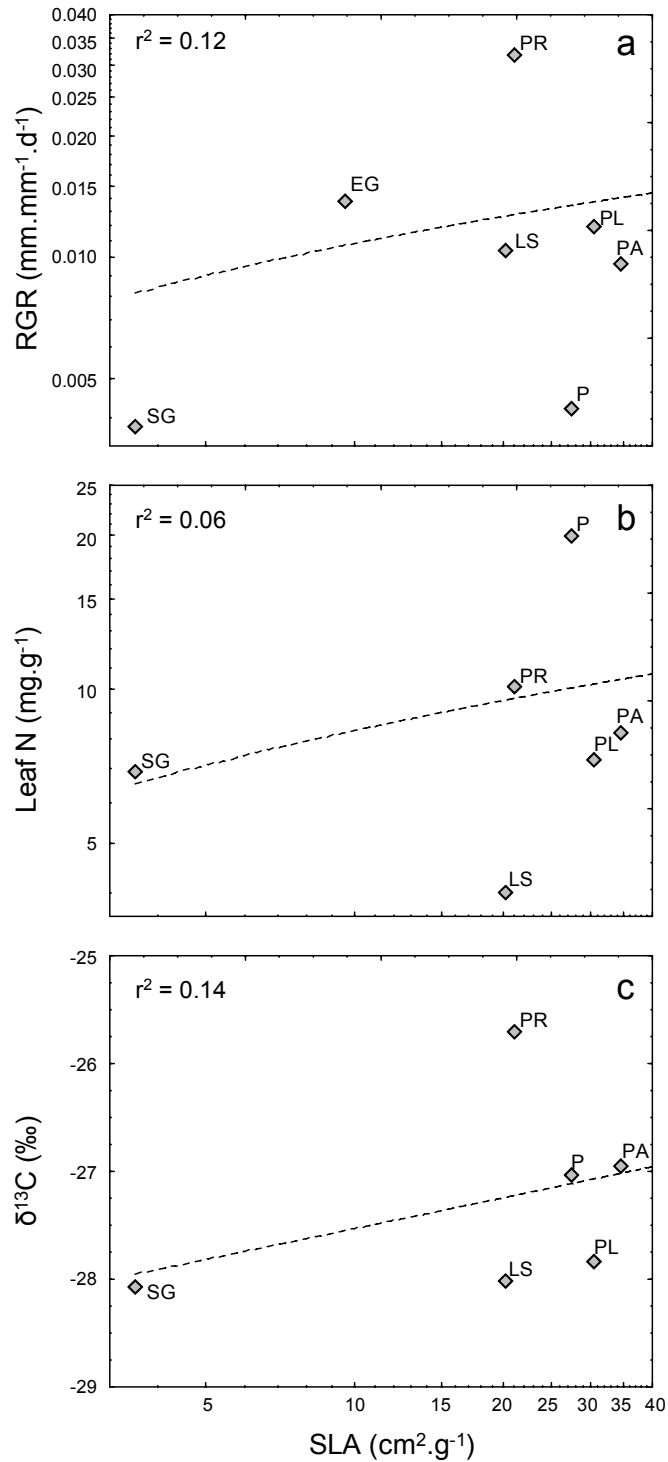 0.040
r² = 0.12
a
PR
0.030
0.025
0.020
EG
0.015
PL
LS
PA
0.010
0.005
SG
P
RGR (mm.mm⁻¹.d⁻¹)
25
r² = 0.06
b
P
20
15
10
PR
PA
SG
PL
5
LS
Leaf N (mg.g⁻¹)
-25
r² = 0.14
c
PR
-26
-27
P
PA
PL
LS
-28
SG
-29
δ¹³C (‰)
5 10 20 25 30 35 40
SLA (cm².g⁻¹)